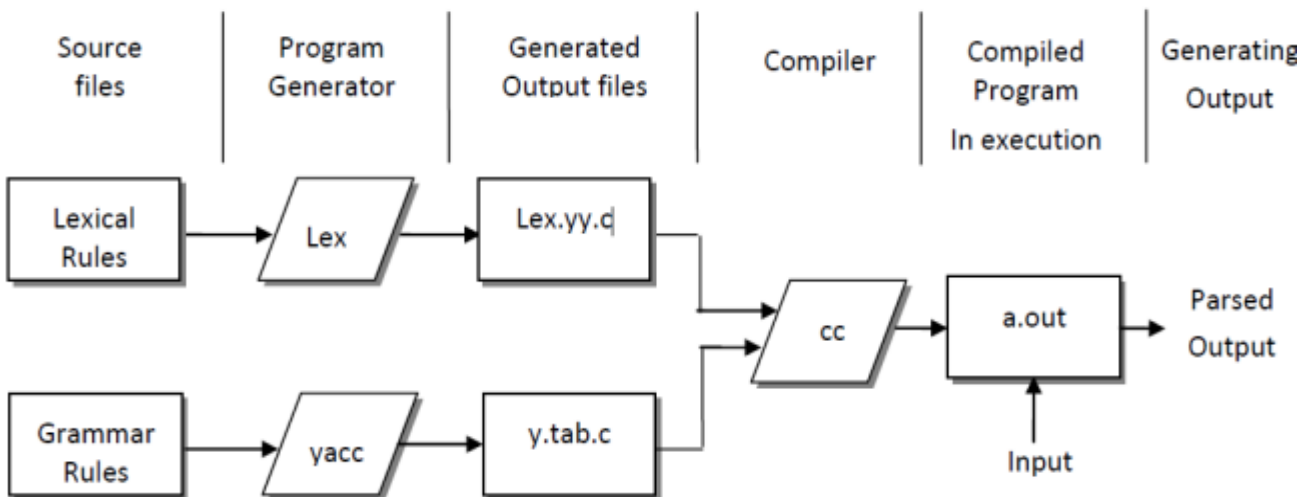 Source
files
Program
Generator
Generated
Output files
Compiler
Compiled
Program
In execution
Generating
Output
Lexical
Rules
Lex
Lex.yy.c
cc
a.out
Parsed
Output
Grammar
Rules
yacc
y.tab.c
Input